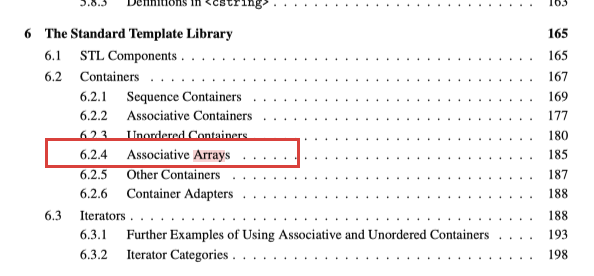 5.8.3 Definitions in <cstring> . . . . . . . . . . . . . . . . . . . . . . . . . . 163
6 The Standard Template Library 165
6.1 STL Components . . . . . . . . . . . . . . . . . . . . . . . . . . . . . . . . . . 165
6.2 Containers . . . . . . . . . . . . . . . . . . . . . . . . . . . . . . . . . . . . . 167
6.2.1 Sequence Containers . . . . . . . . . . . . . . . . . . . . . . . . . . . . 169
6.2.2 Associative Containers . . . . . . . . . . . . . . . . . . . . . . . . . . . 177
6.2.3 Unordered Containers . . . . . . . . . . . . . . . . . . . . . . . . . . . 180
6.2.4 Associative Arrays . . . . . . . . . . . . . . . . . . . . . . . . . . . . . 185
6.2.5 Other Containers . . . . . . . . . . . . . . . . . . . . . . . . . . . . . . 187
6.2.6 Container Adapters . . . . . . . . . . . . . . . . . . . . . . . . . . . . . 188
6.3 Iterators . . . . . . . . . . . . . . . . . . . . . . . . . . . . . . . . . . . . . . 188
6.3.1 Further Examples of Using Associative and Unordered Containers . . . . 193
6.3.2 Iterator Categories . . . . . . . . . . . . . . . . . . . . . . . . . . . . . 198